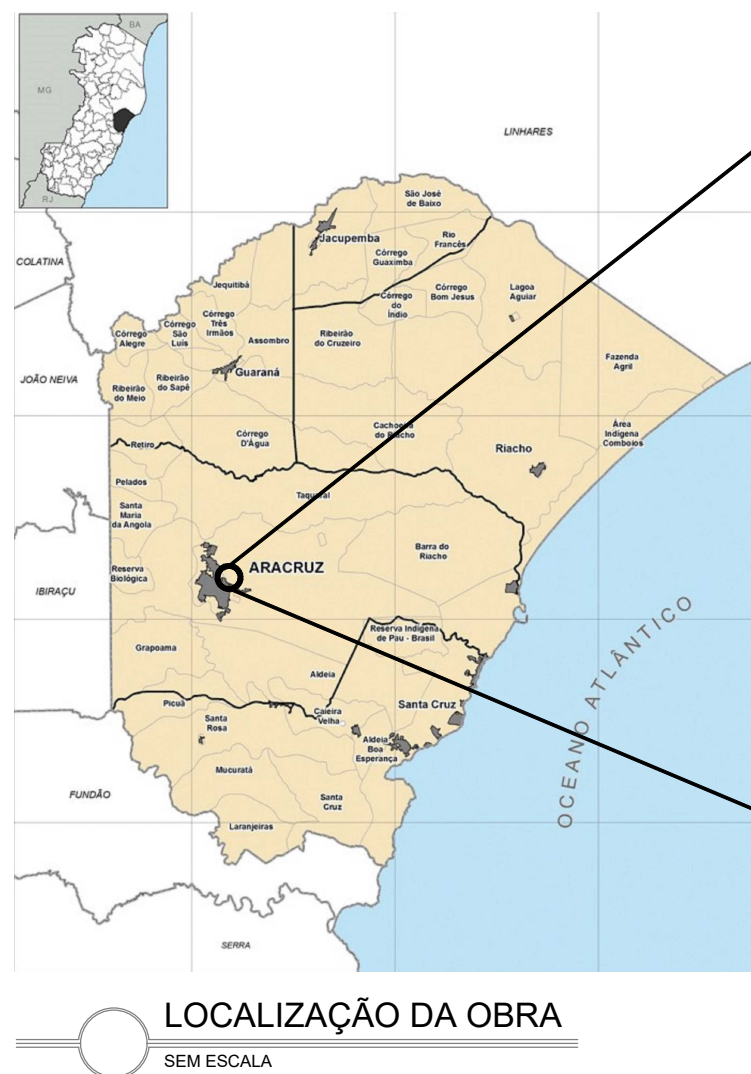 BA
MG
RJ
LINHARES
São José
de Baixo
Jacupemba
Rio
Francês
Córrego
Guaximba
COLATINA
Jequitibá
Córrego
do
Índio
Córrego
Bom Jesus
Lagoa
Aguiar
Córrego
Alegre
Córrego
São
Luís
Córrego
Três
Irmãos
Assombro
Ribeirão
do Cruzeiro
Fazenda
Agril
JOÃO NEIVA
Ribeirão
do Meio
Ribeirão
do Sapê
Guaraná
Córrego
D'Água
Retiro
do Riacho
Riacho
Área
Indígena
Comboios
Pelados
Santa
Maria
da Angola
Barra do
Riacho
Reserva
Biológica
ARACRUZ
IBIRAÇU
Reserva Indígena
de Pau - Brasil
Grapoama
Aldeia
Picuã
Santa
Rosa
Caieira
Velha
Santa Cruz
Aldeia
Boa
Esperança
Mucuratá
FUNDÃO
Santa
Cruz
Laranjeiras
OCEANO ATLÂNTICO
SERRA
LOCALIZAÇÃO DA OBRA
SEM ESCALA